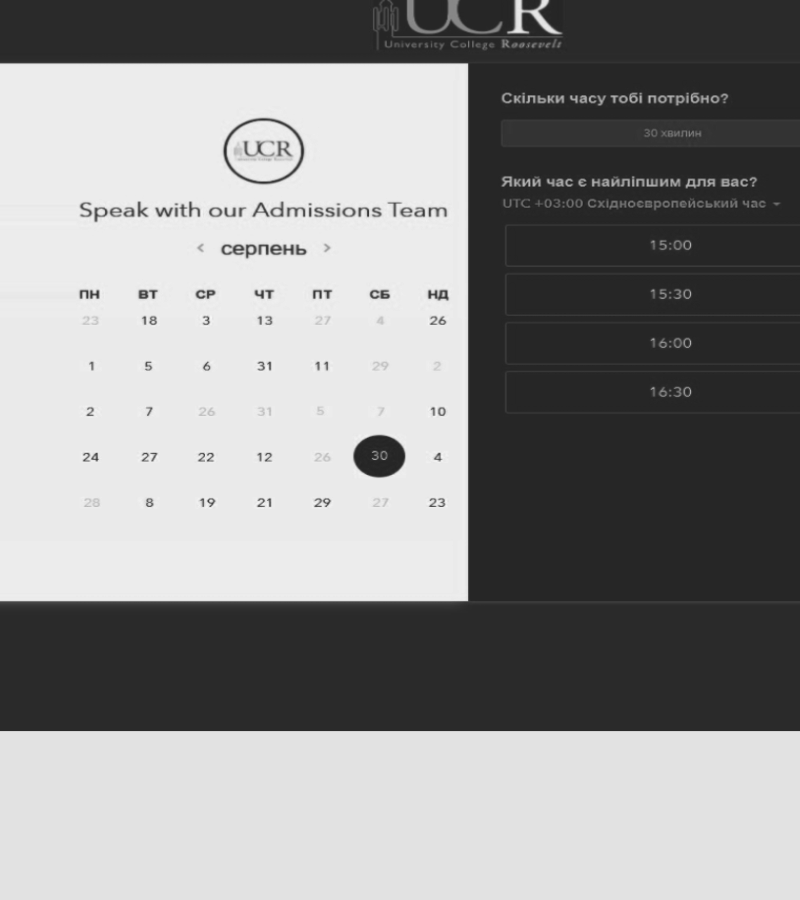 UCR
University College Roosevelt
UCR
Speak with our Admissions Team
< серпень >
ПН ВТ СР ЧТ ПТ СБ НД
23 18 3 13 27 4 26
1 5 6 31 11 29 2
2 7 26 31 5 7 10
24 27 22 12 26 30 4
28 8 19 21 29 27 23
Скільки часу тобі потрібно?
30 хвилин
Який час є найліпшим для вас?
UTC +03:00 Східноєвропейський час
15:00
15:30
16:00
16:30